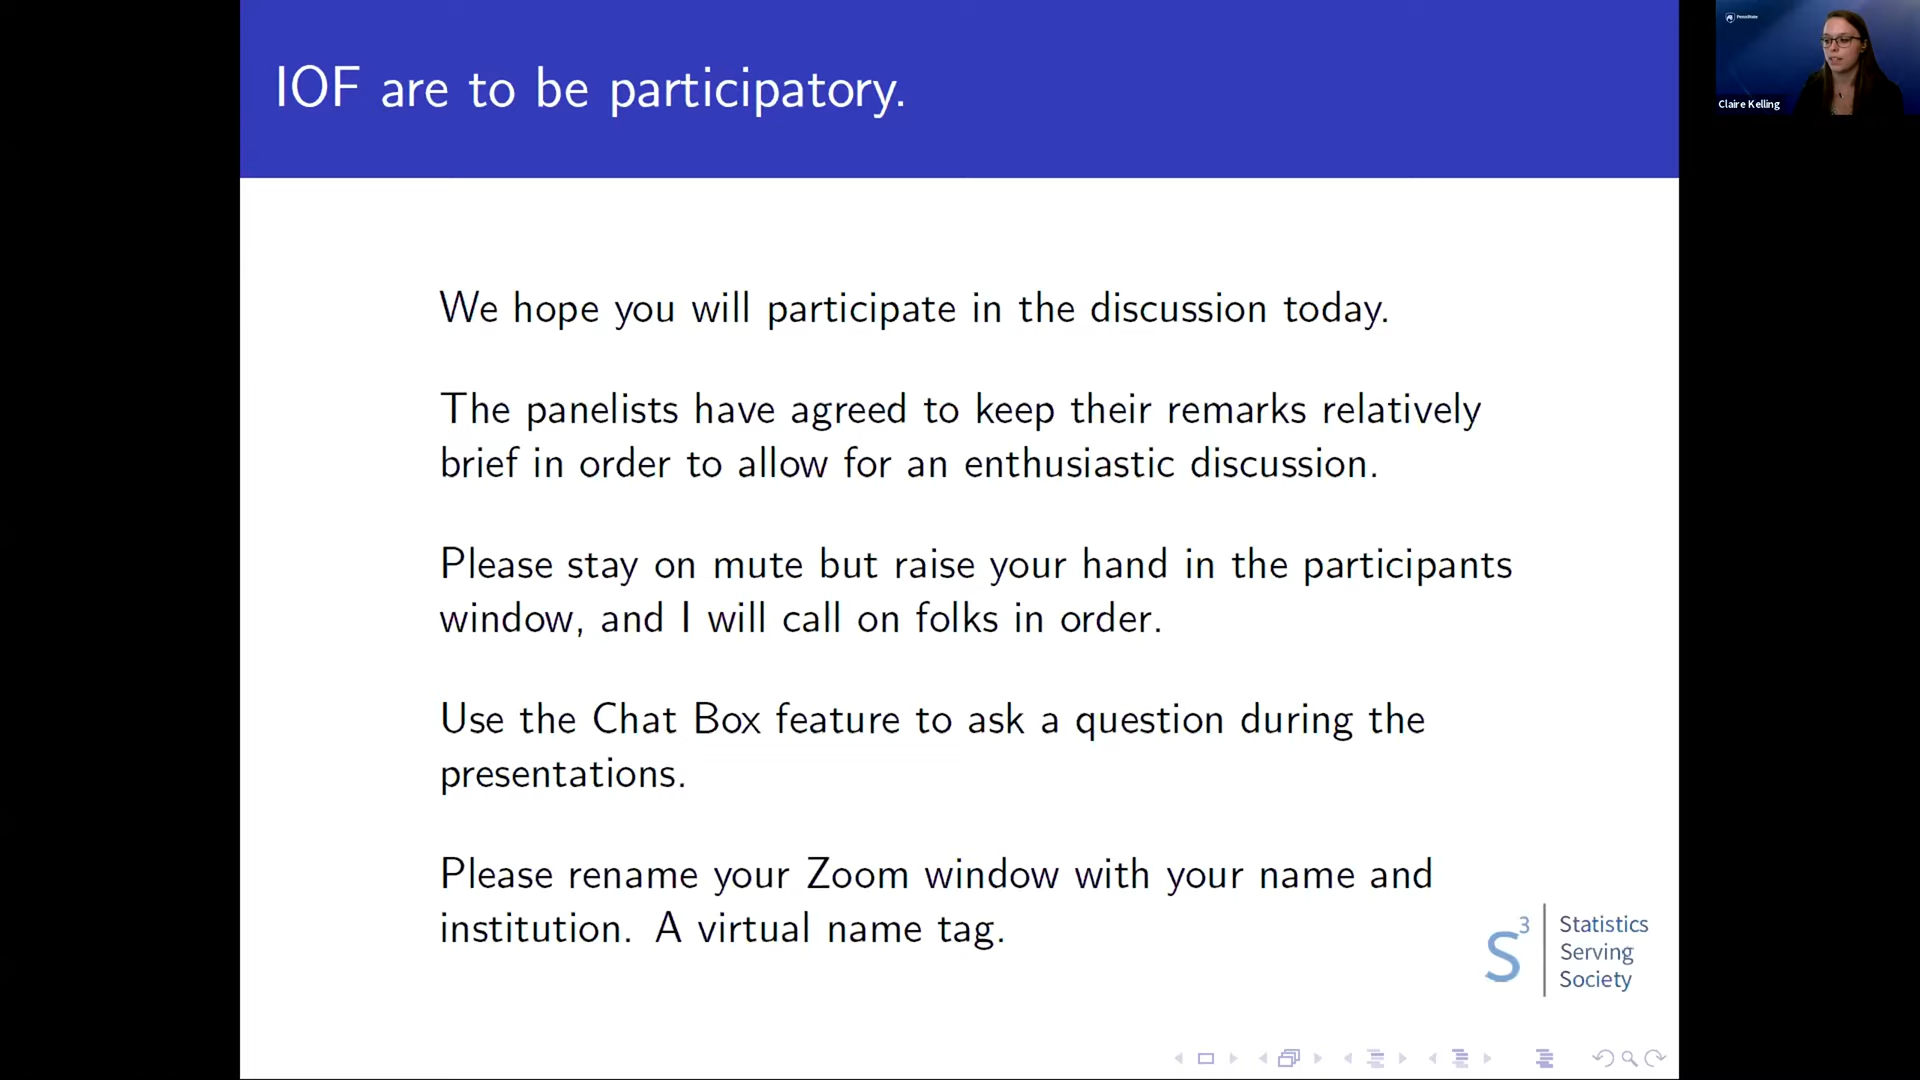 IOF are to be participatory.
We hope you will participate in the discussion today.
The panelists have agreed to keep their remarks relatively
brief in order to allow for an enthusiastic discussion.
Please stay on mute but raise your hand in the participants
window, and I will call on folks in order.
Use the Chat Box feature to ask a question during the
presentations.
Please rename your Zoom window with your name and
institution. A virtual name tag.
S³
Statistics
Serving
Society
PennState
Claire Kelling